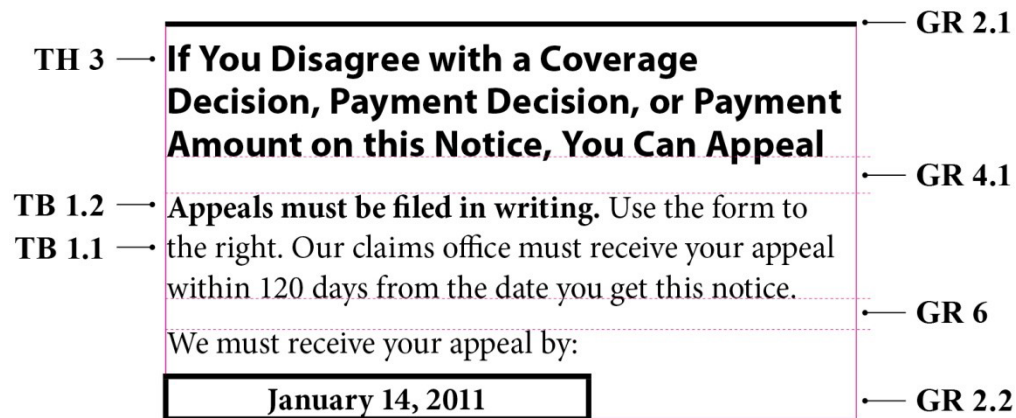 GR 2.1
TH 3
If You Disagree with a Coverage
Decision, Payment Decision, or Payment
Amount on this Notice, You Can Appeal
GR 4.1
TB 1.2
Appeals must be filed in writing. Use the form to
TB 1.1
the right. Our claims office must receive your appeal
within 120 days from the date you get this notice.
GR 6
We must receive your appeal by:
January 14, 2011
GR 2.2